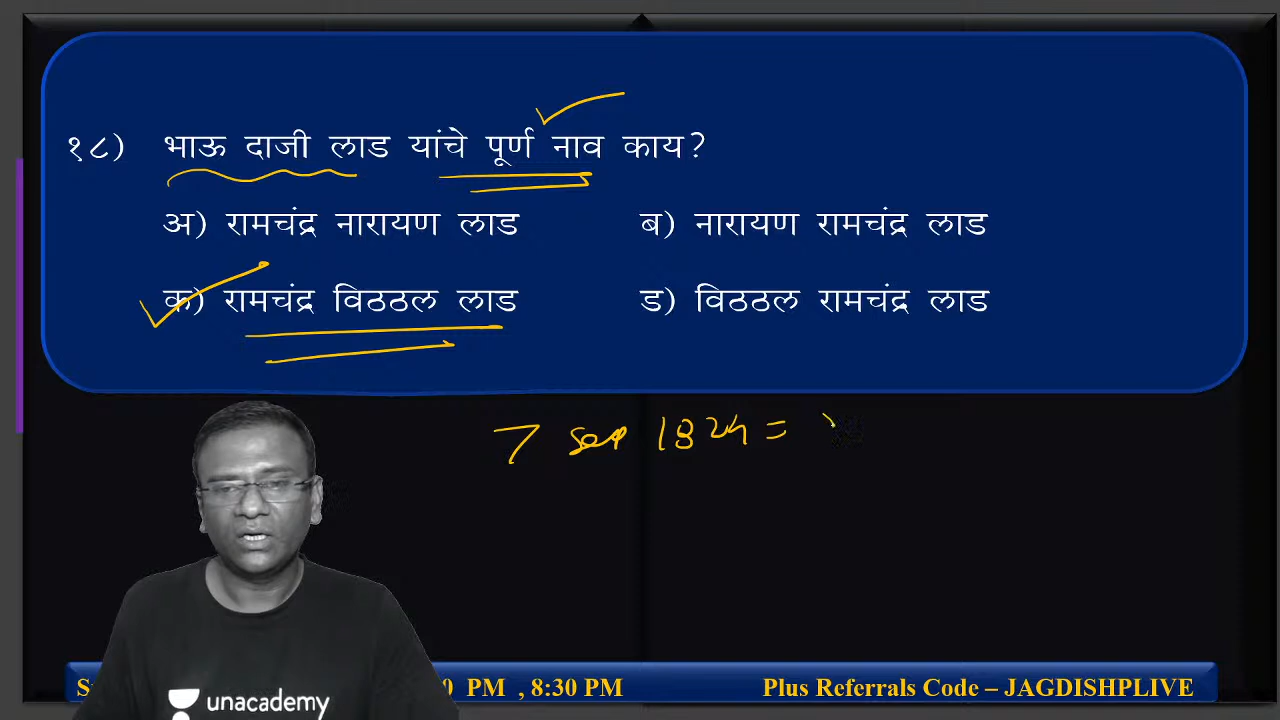 १८) भाऊ दाजी लाड यांचे पूर्ण नाव काय?
अ) रामचंद्र नारायण लाड ब) नारायण रामचंद्र लाड
क) रामचंद्र विठठल लाड ड) विठठल रामचंद्र लाड
7 Sep 1824 =
PM , 8:30 PM Plus Referrals Code – JAGDISHPLIVE
unacademy